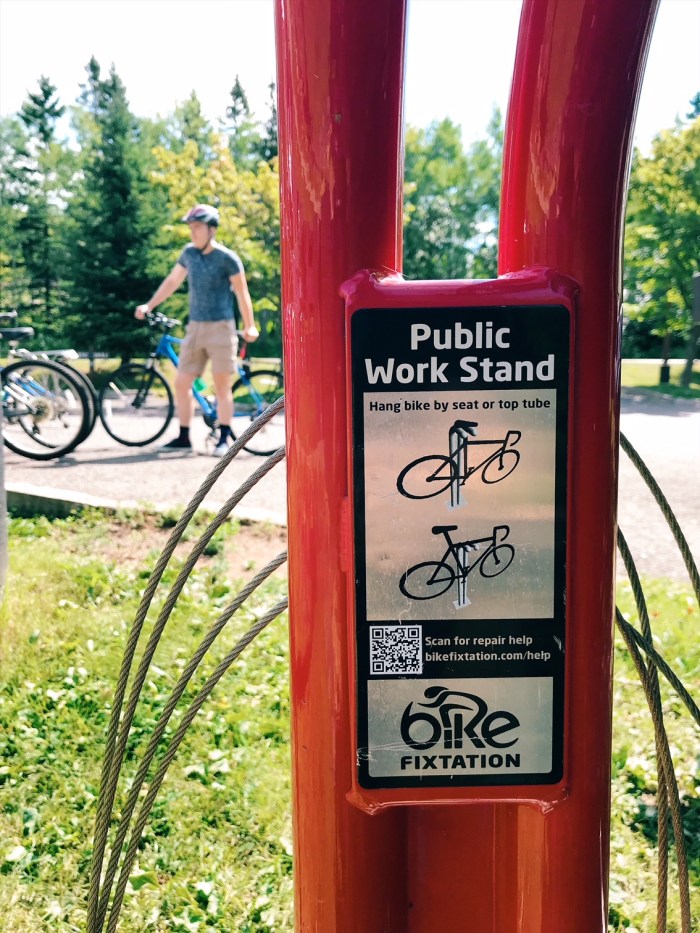 Public
Work Stand
Hang bike by seat or top tube
Scan for repair help
bikefixtation.com/help
bike
FIXTATION